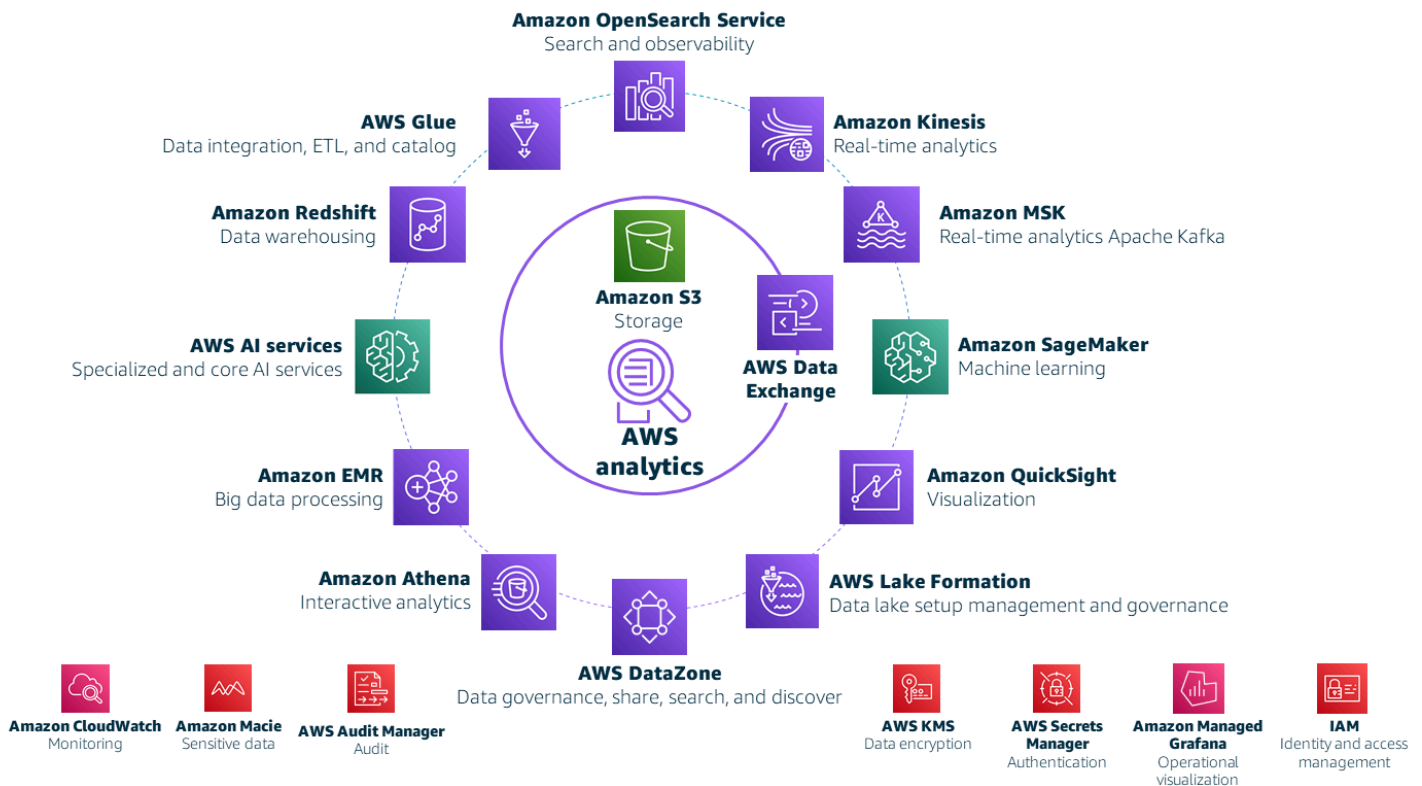 Amazon OpenSearch Service
Search and observability
AWS Glue
Data integration, ETL, and catalog
Amazon Kinesis
Real-time analytics
Amazon Redshift
Data warehousing
Amazon MSK
Real-time analytics Apache Kafka
K
Amazon S3
Storage
AWS Data
Exchange
AWS AI services
Specialized and core AI services
Amazon SageMaker
Machine learning
AWS
analytics
Amazon EMR
Big data processing
Amazon QuickSight
Visualization
Amazon Athena
Interactive analytics
AWS Lake Formation
Data lake setup management and governance
AWS DataZone
Data governance, share, search, and discover
Amazon CloudWatch
Monitoring
Amazon Macie
Sensitive data
AWS Audit Manager
Audit
AWS KMS
Data encryption
AWS Secrets
Manager
Authentication
Amazon Managed
Grafana
Operational
visualization
IAM
Identity and access
management